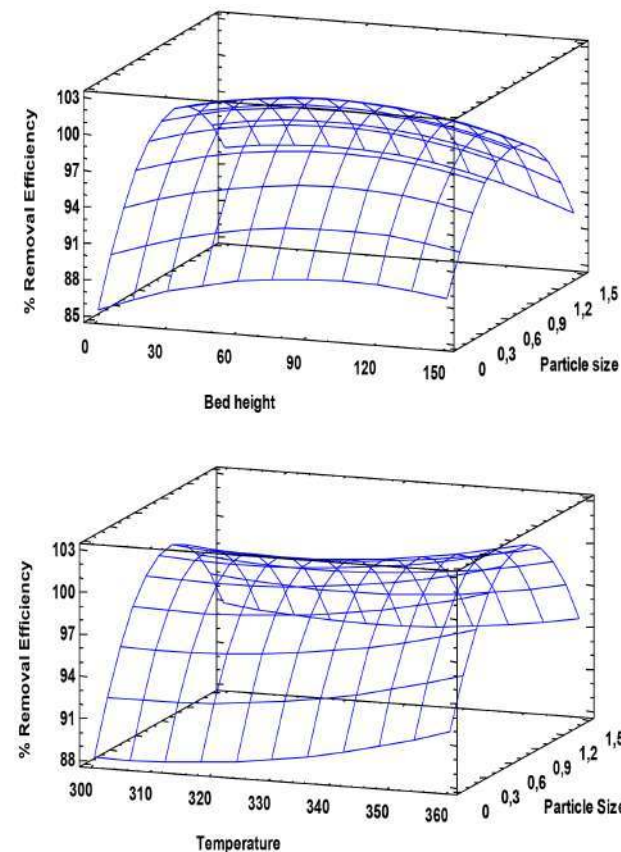 % Removal Efficiency
103
100
97
94
91
88
85
0 30 60 90 120 150
Bed height
0 0,3 0,6 0,9 1,2 1,5
Particle size
% Removal Efficiency
103
100
97
94
91
88
300 310 320 330 340 350 360
Temperature
0 0,3 0,6 0,9 1,2 1,5
Particle Size